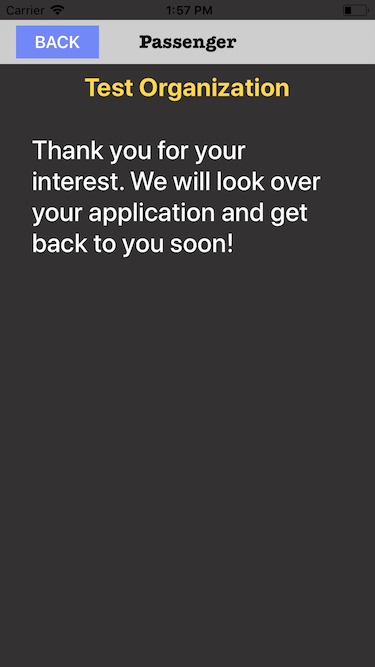 Carrier 1:57 PM
BACK Passenger
Test Organization
Thank you for your
interest. We will look over
your application and get
back to you soon!